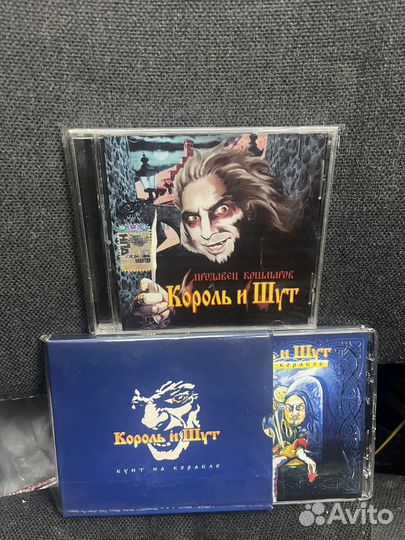 ПРОДАВЕЦ КОШМАРОВ
Король и Шут
и Шут
корабле
Король и Шут
БУНТ НА КОРАБЛЕ
Avito